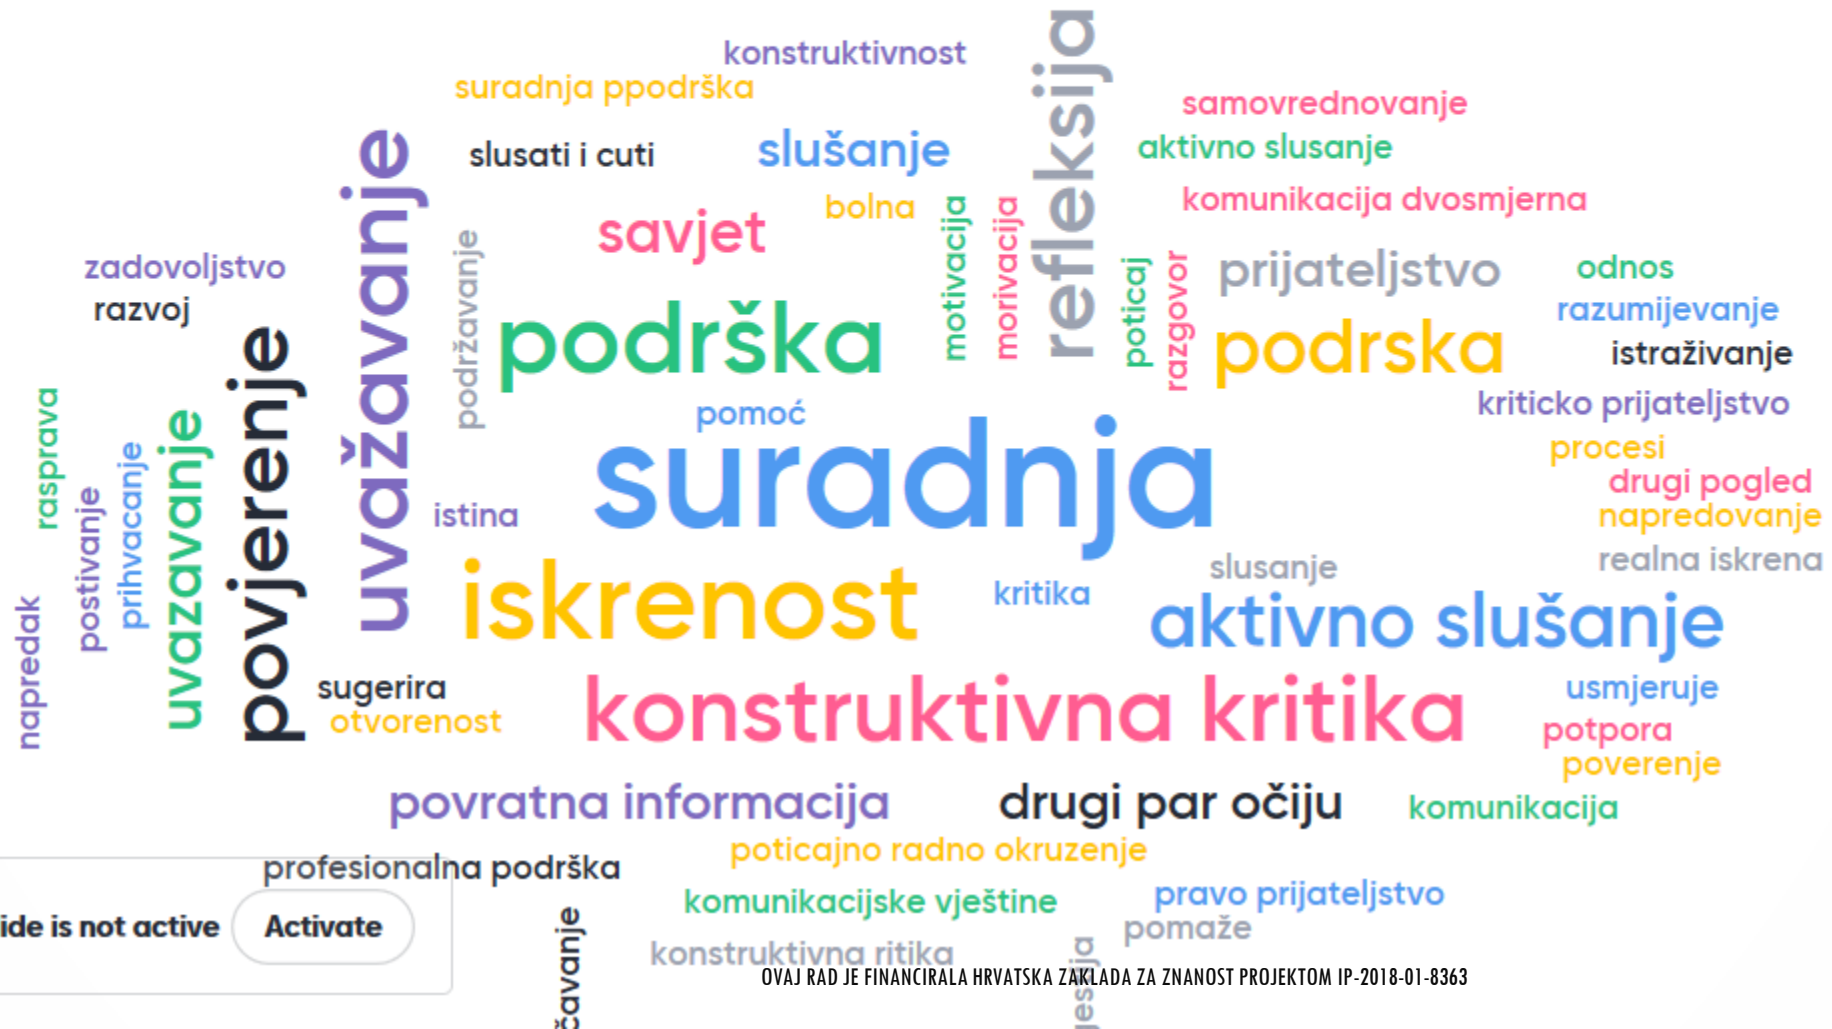 konstruktivnost
suradnja ppodrška
refleksija
samovrednovanje
slusati i cuti
slušanje
aktivno slusanje
uvažavanje
savjet
bolna
motivacija
morivacija
komunikacija dvosmjerna
zadovoljstvo
razvoj
podržavanje
podrška
poticaj
razgovor
prijateljstvo
podrska
odnos
razumijevanje
istraživanje
povjerenje
pomoć
suradnja
kriticko prijateljstvo
procesi
drugi pogled
napredovanje
realna iskrena
rasprava
postivanje
prihvacanje
uvazavanje
napredak
istina
iskrenost
kritika
slusanje
aktivno slušanje
sugerira
otvorenost
konstruktivna kritika
usmjeruje
potpora
poverenje
povratna informacija
drugi par očiju
komunikacija
poticajno radno okruzenje
profesionalna podrška
komunikacijske vještine
pravo prijateljstvo
pomaže
is not active
Activate
konstruktivna ritika
OVAJ RAD JE FINANCIRALA HRVATSKA ZAKLADA ZA ZNANOST PROJEKTOM IP-2018-01-8363